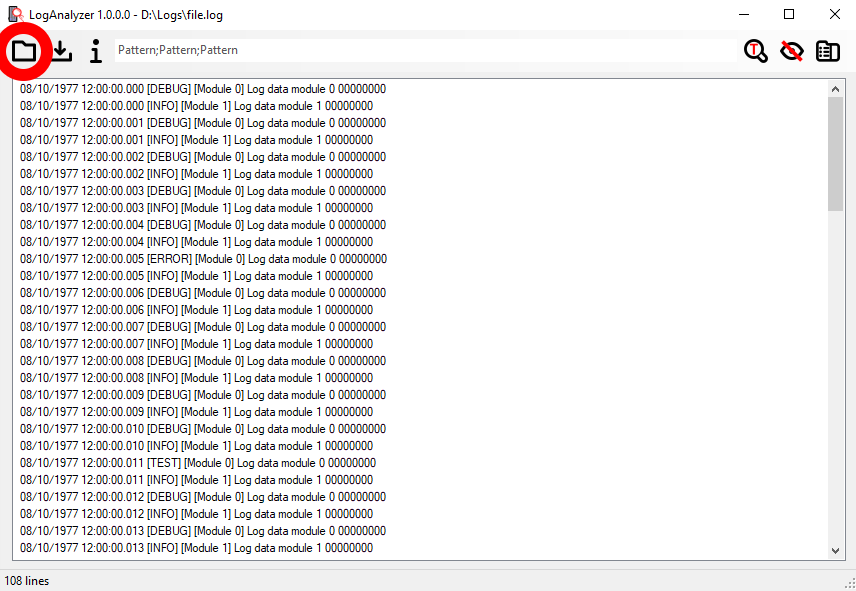 LogAnalyzer 1.0.0.0 - D:\Logs\file.log
Pattern;Pattern;Pattern
08/10/1977 12:00:00.000 [DEBUG] [Module 0] Log data module 0 00000000
08/10/1977 12:00:00.000 [INFO] [Module 1] Log data module 1 00000000
08/10/1977 12:00:00.001 [DEBUG] [Module 0] Log data module 0 00000000
08/10/1977 12:00:00.001 [INFO] [Module 1] Log data module 1 00000000
08/10/1977 12:00:00.002 [DEBUG] [Module 0] Log data module 0 00000000
08/10/1977 12:00:00.002 [INFO] [Module 1] Log data module 1 00000000
08/10/1977 12:00:00.003 [DEBUG] [Module 0] Log data module 0 00000000
08/10/1977 12:00:00.003 [INFO] [Module 1] Log data module 1 00000000
08/10/1977 12:00:00.004 [DEBUG] [Module 0] Log data module 0 00000000
08/10/1977 12:00:00.004 [INFO] [Module 1] Log data module 1 00000000
08/10/1977 12:00:00.005 [ERROR] [Module 0] Log data module 0 00000000
08/10/1977 12:00:00.005 [INFO] [Module 1] Log data module 1 00000000
08/10/1977 12:00:00.006 [DEBUG] [Module 0] Log data module 0 00000000
08/10/1977 12:00:00.006 [INFO] [Module 1] Log data module 1 00000000
08/10/1977 12:00:00.007 [DEBUG] [Module 0] Log data module 0 00000000
08/10/1977 12:00:00.007 [INFO] [Module 1] Log data module 1 00000000
08/10/1977 12:00:00.008 [DEBUG] [Module 0] Log data module 0 00000000
08/10/1977 12:00:00.008 [INFO] [Module 1] Log data module 1 00000000
08/10/1977 12:00:00.009 [DEBUG] [Module 0] Log data module 0 00000000
08/10/1977 12:00:00.009 [INFO] [Module 1] Log data module 1 00000000
08/10/1977 12:00:00.010 [DEBUG] [Module 0] Log data module 0 00000000
08/10/1977 12:00:00.010 [INFO] [Module 1] Log data module 1 00000000
08/10/1977 12:00:00.011 [TEST] [Module 0] Log data module 0 00000000
08/10/1977 12:00:00.011 [INFO] [Module 1] Log data module 1 00000000
08/10/1977 12:00:00.012 [DEBUG] [Module 0] Log data module 0 00000000
08/10/1977 12:00:00.012 [INFO] [Module 1] Log data module 1 00000000
08/10/1977 12:00:00.013 [DEBUG] [Module 0] Log data module 0 00000000
08/10/1977 12:00:00.013 [INFO] [Module 1] Log data module 1 00000000
108 lines